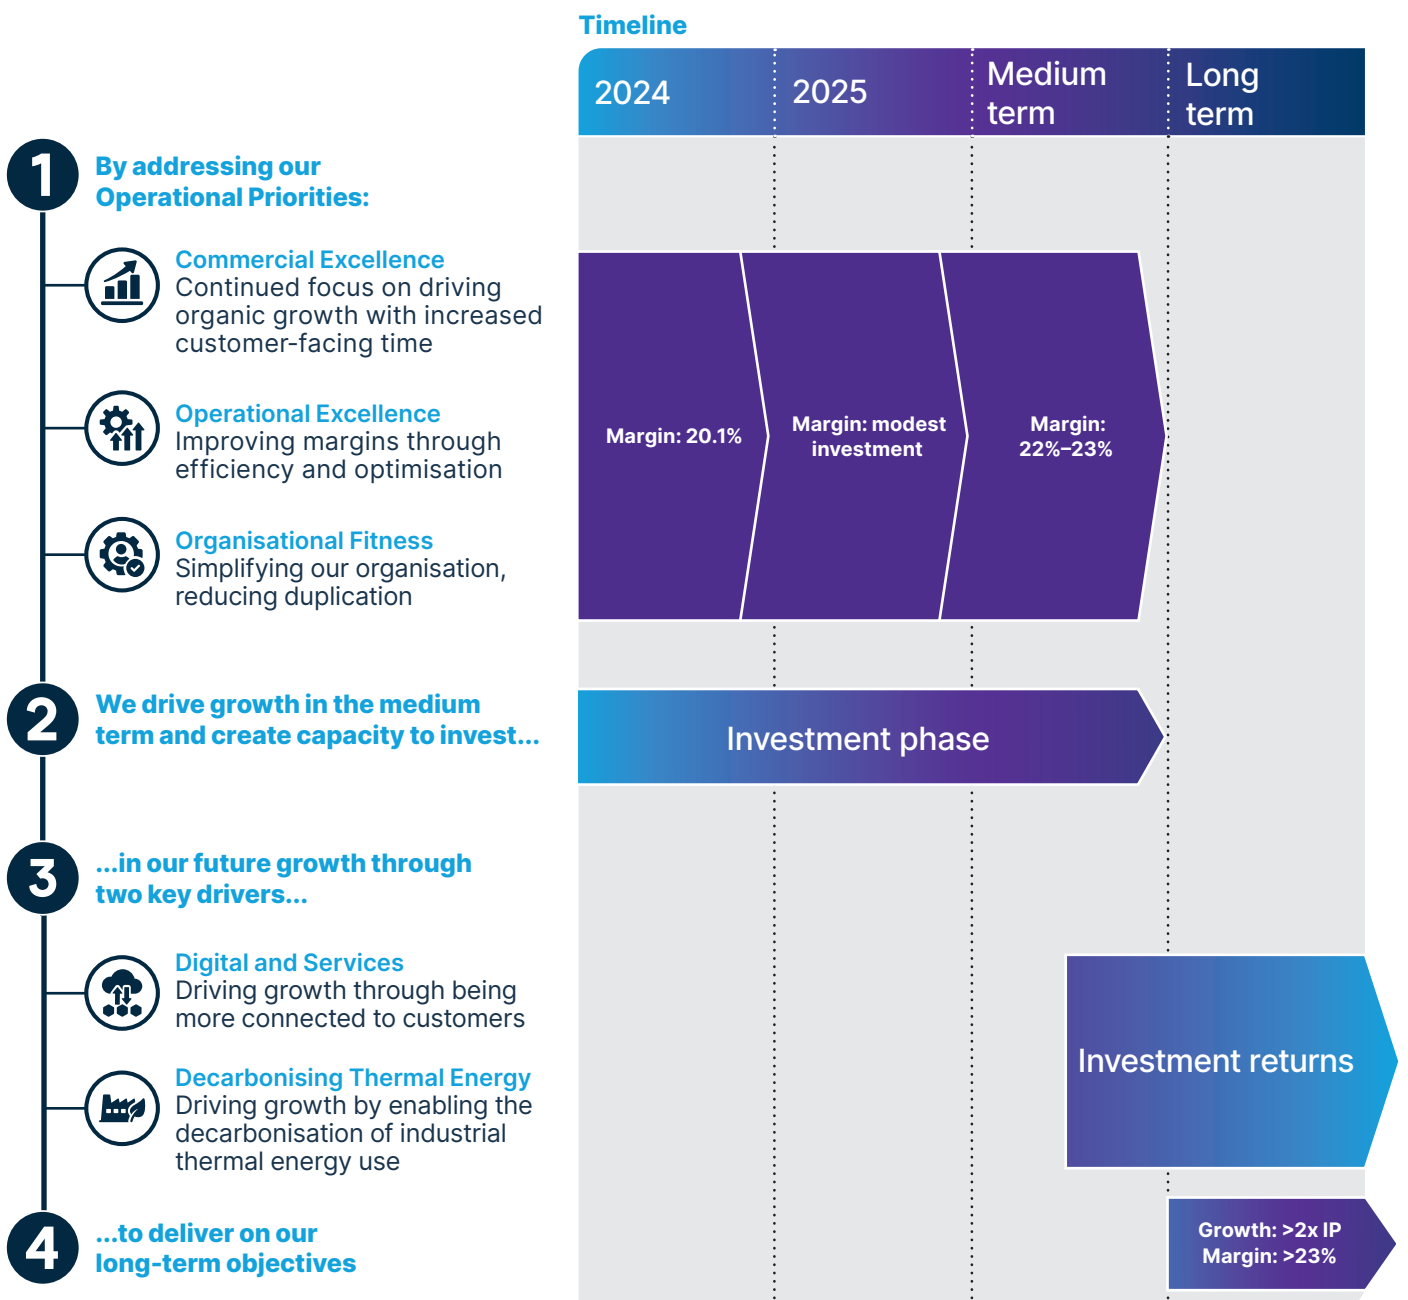 Timeline
2024
2025
Medium
term
Long
term
1
By addressing our
Operational Priorities:
Commercial Excellence
Continued focus on driving
organic growth with increased
customer-facing time
Operational Excellence
Improving margins through
efficiency and optimisation
Organisational Fitness
Simplifying our organisation,
reducing duplication
Margin: 20.1%
Margin: modest
investment
Margin:
22%–23%
2
We drive growth in the medium
term and create capacity to invest...
Investment phase
3
...in our future growth through
two key drivers...
Digital and Services
Driving growth through being
more connected to customers
Decarbonising Thermal Energy
Driving growth by enabling the
decarbonisation of industrial
thermal energy use
Investment returns
4
...to deliver on our
long-term objectives
Growth: >2x IP
Margin: >23%